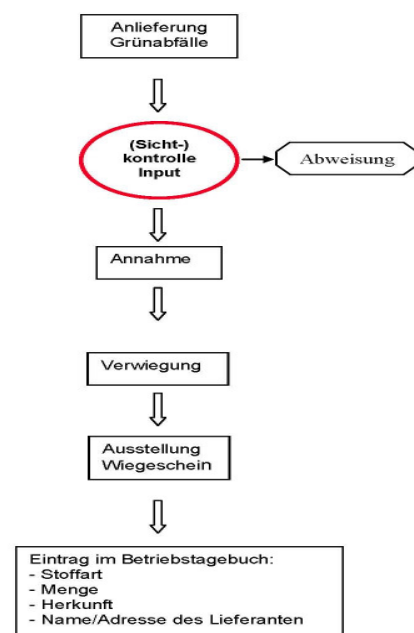 Anlieferung
Grünabfälle
(Sicht-)
kontrolle
Input
Abweisung
Annahme
Verwiegung
Ausstellung
Wiegeschein
Eintrag im Betriebstagebuch:
- Stoffart
- Menge
- Herkunft
- Name/Adresse des Lieferanten